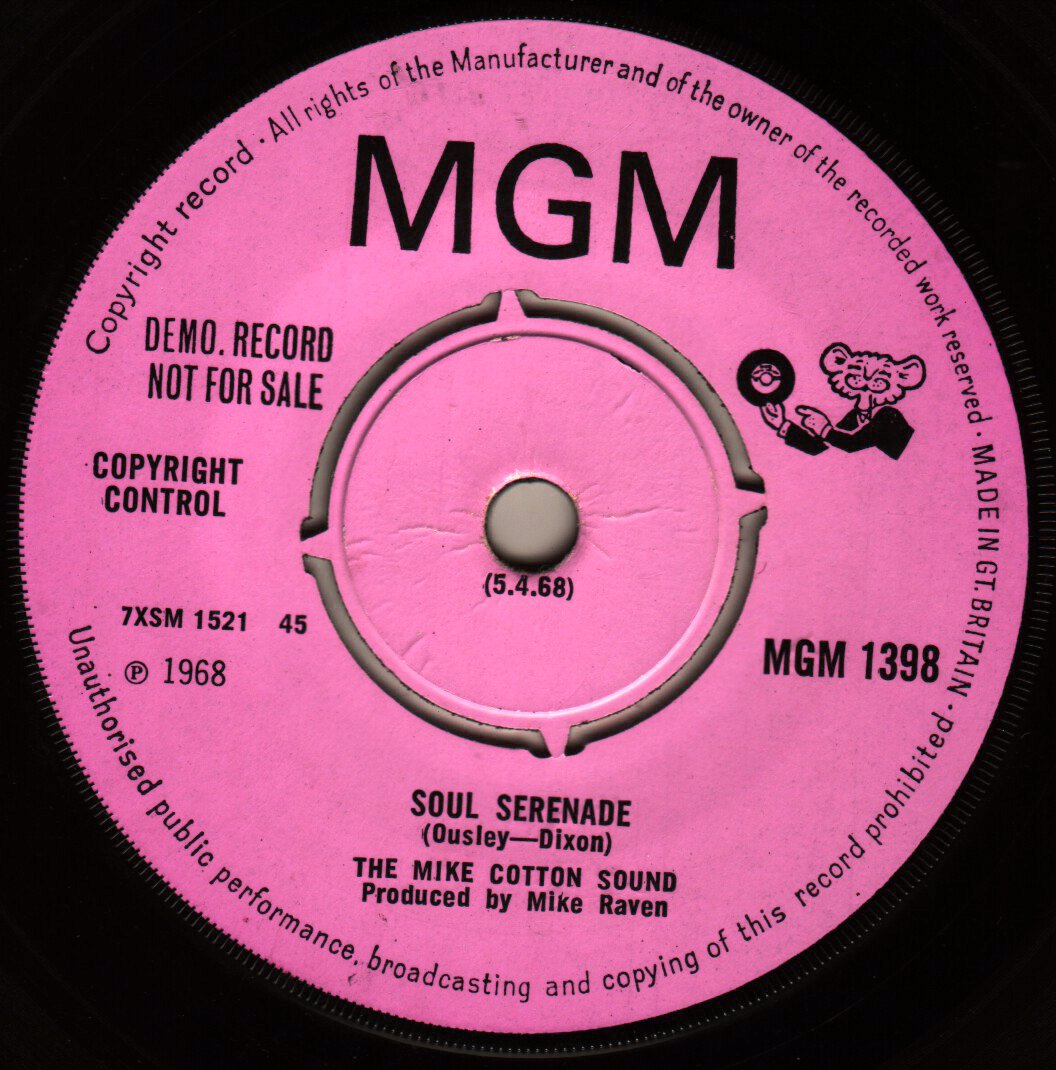 Copyright record · All rights of the Manufacturer and of the owner of the recorded work reserved · MADE IN GT. BRITAIN ·
Unauthorised public performance, broadcasting and copying of this record prohibited
MGM
DEMO. RECORD
NOT FOR SALE
COPYRIGHT
CONTROL
(5.4.68)
7XSM 1521 45
℗ 1968
MGM 1398
SOUL SERENADE
(Ousley—Dixon)
THE MIKE COTTON SOUND
Produced by Mike Raven